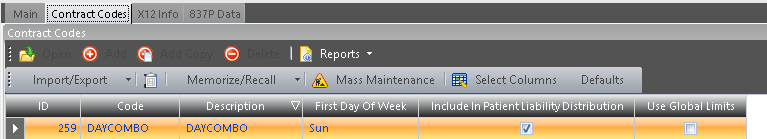 Main Contract Codes X12 Info 837P Data
Contract Codes
Open Add Add Copy Delete Reports
Import/Export Memorize/Recall Mass Maintenance Select Columns Defaults
ID Code Description First Day Of Week Include In Patient Liability Distribution Use Global Limits
259 DAYCOMBO DAYCOMBO Sun